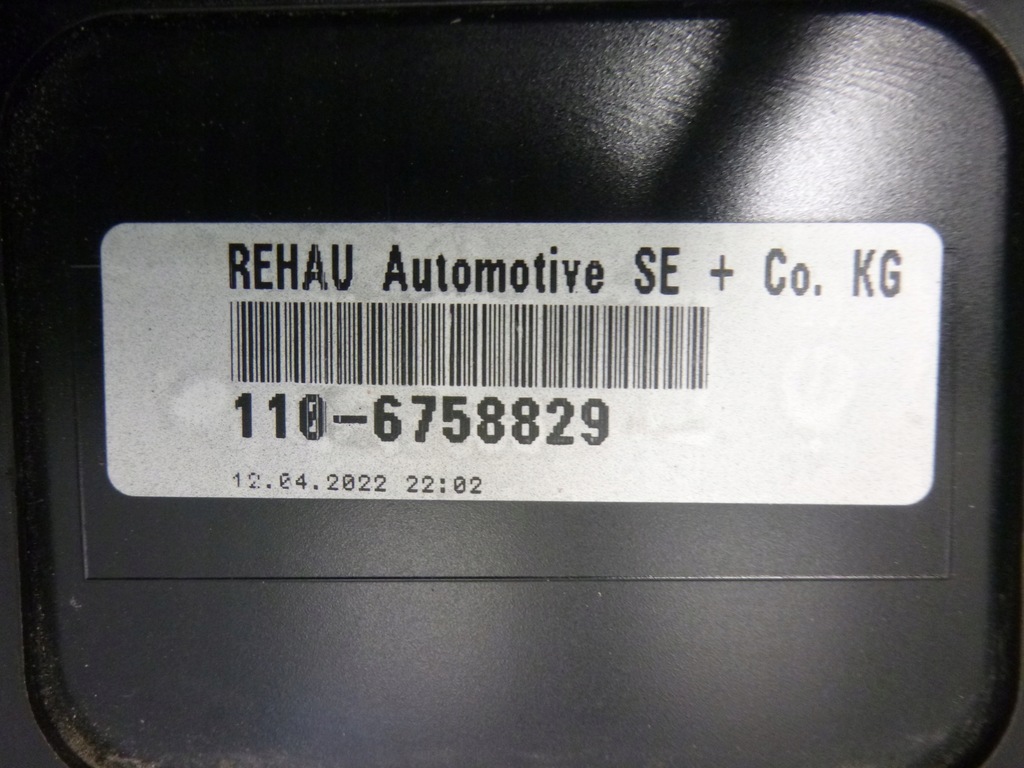 REHAU Automotive SE + Co. KG
110-6758829
12.04.2022 22:02